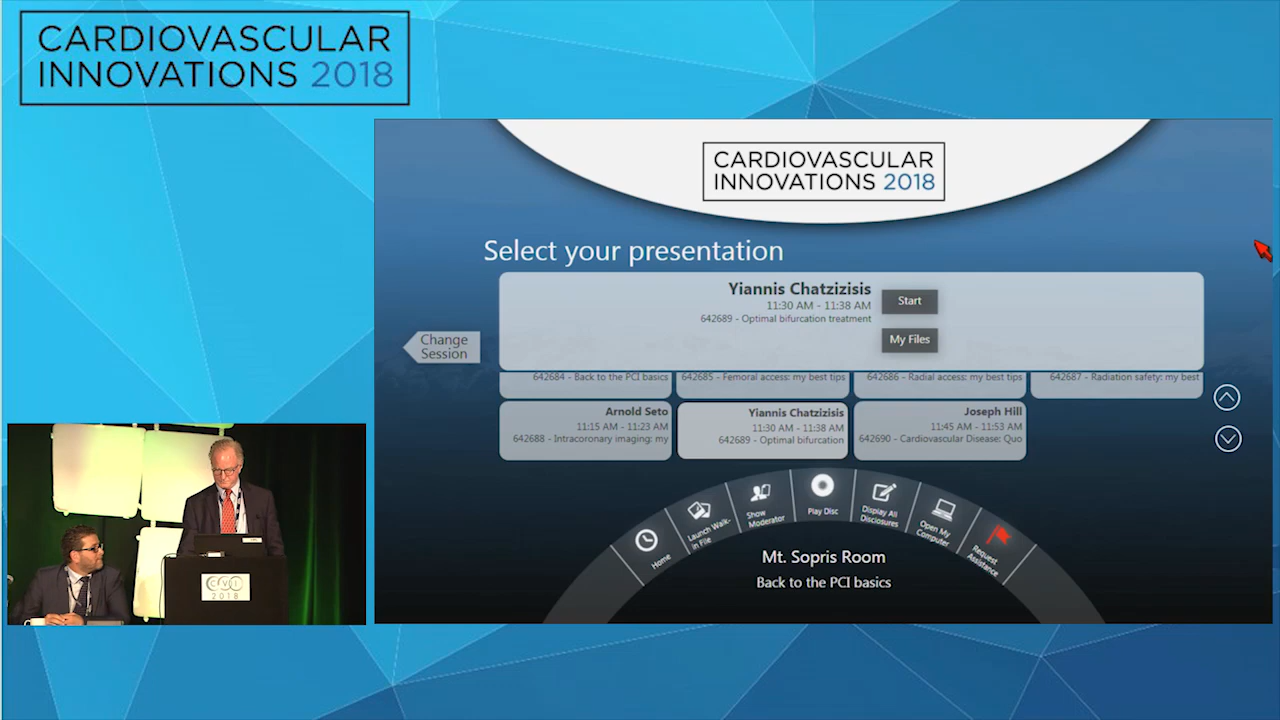 CARDIOVASCULAR
INNOVATIONS 2018
CARDIOVASCULAR
INNOVATIONS 2018
Select your presentation
Yiannis Chatzizisis
11:30 AM - 11:38 AM
642689 - Optimal bifurcation treatment
Start
My Files
Change
Session
642684 - Back to the PCI basics
642685 - Femoral access: my best tips
642686 - Radial access: my best tips
642687 - Radiation safety: my best
Arnold Seto
11:15 AM - 11:23 AM
642688 - Intracoronary imaging: my
Yiannis Chatzizisis
11:30 AM - 11:38 AM
642689 - Optimal bifurcation
Joseph Hill
11:45 AM - 11:53 AM
642690 - Cardiovascular Disease: Quo
Home
Launch Walk-
in File
Show
Moderator
Play Disc
Display All
Disclosures
Open My
Computer
Request
Assistance
Mt. Sopris Room
Back to the PCI basics
CVI
2018